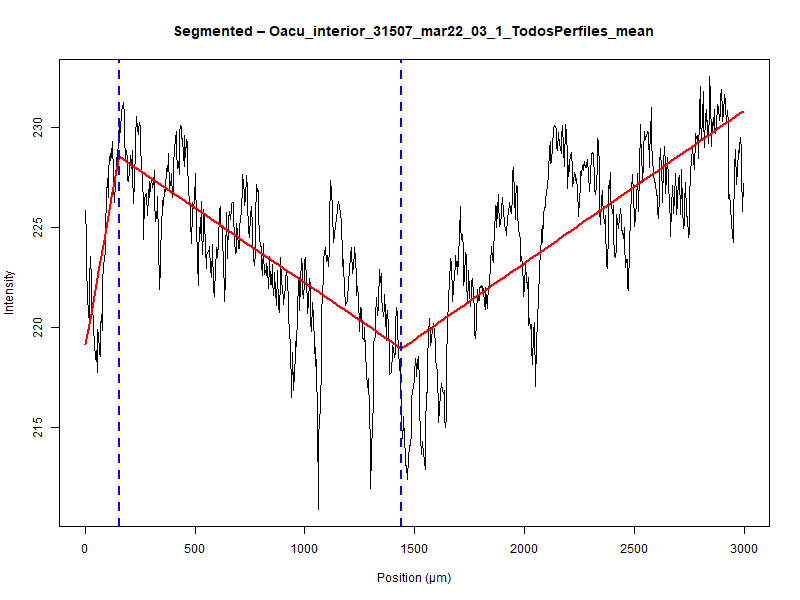 Segmented – Oacu_interior_31507_mar22_03_1_TodosPerfiles_mean
230
225
220
215
Intensity
0 500 1000 1500 2000 2500 3000
Position (µm)